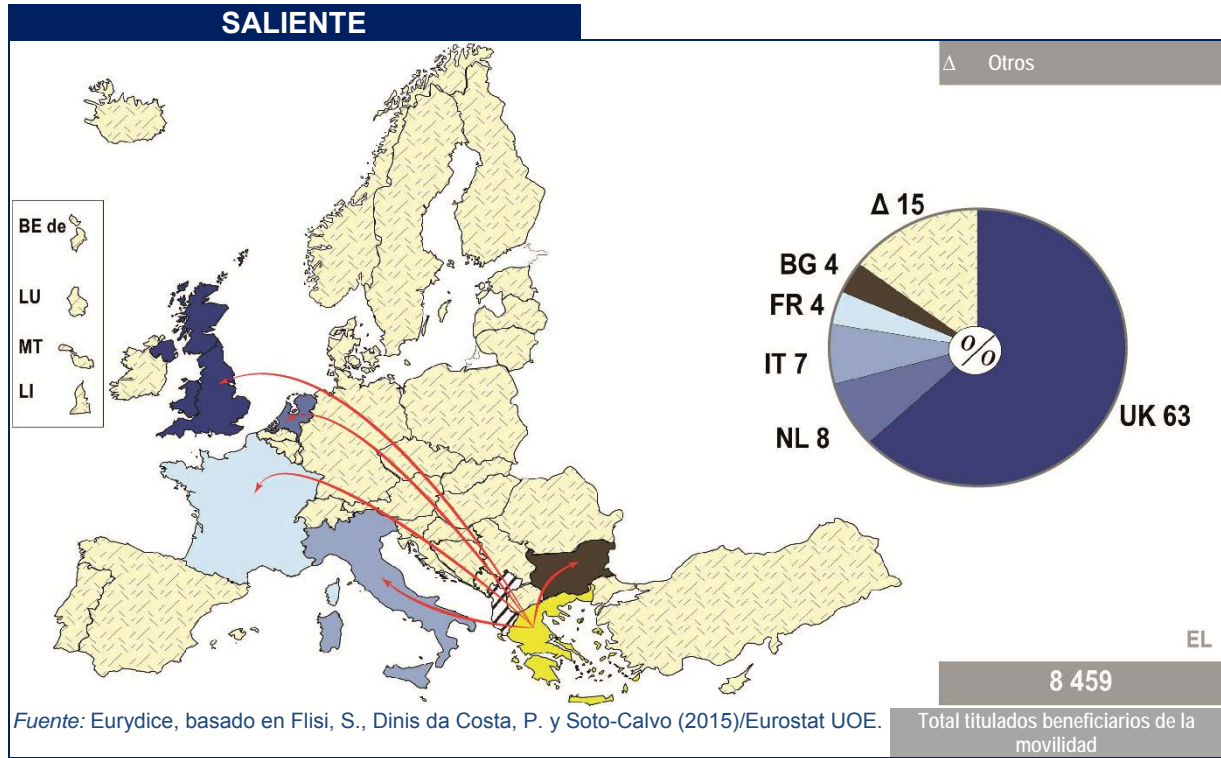 SALIENTE
Δ Otros
BE de
LU
MT
LI
Δ 15
BG 4
FR 4
IT 7
NL 8
%
UK 63
EL
8 459
Fuente: Eurydice, basado en Flisi, S., Dinis da Costa, P. y Soto-Calvo (2015)/Eurostat UOE.
Total titulados beneficiarios de la
movilidad